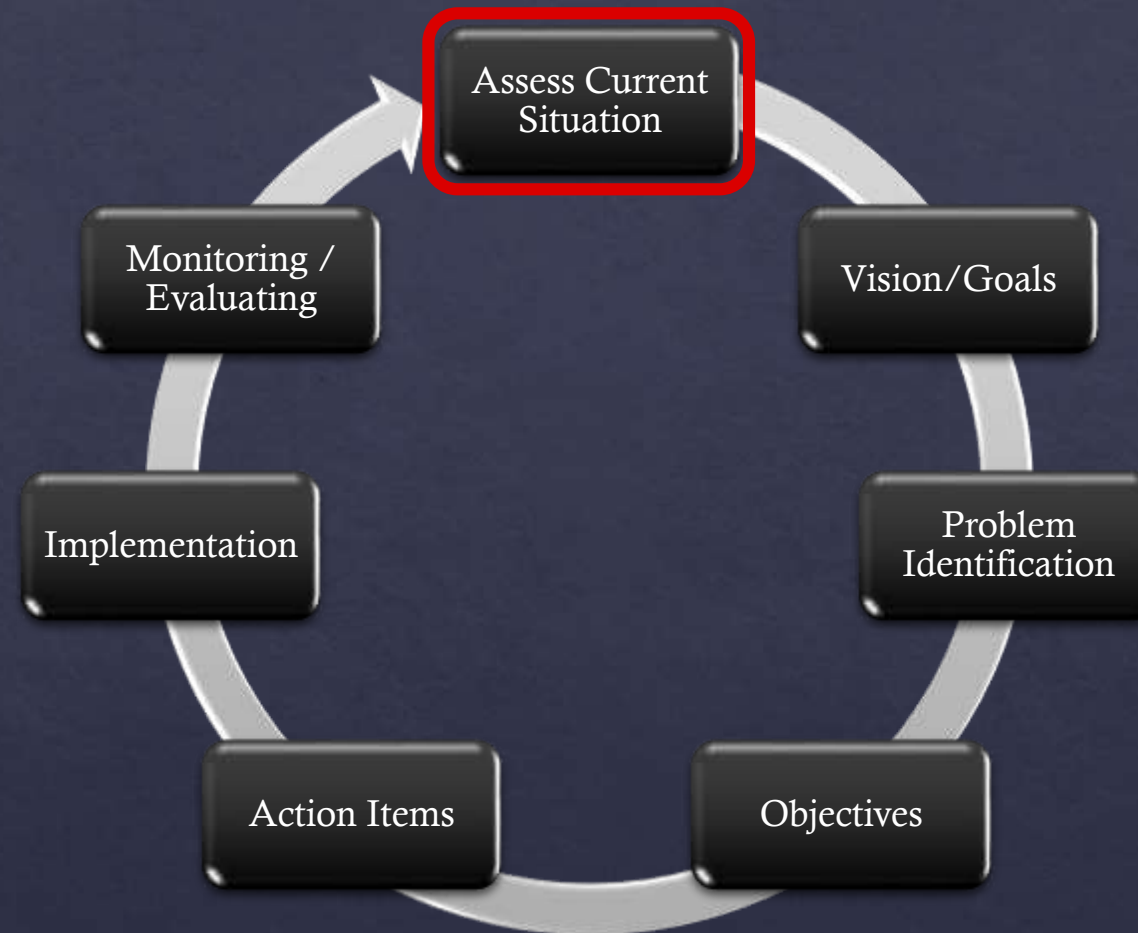 Assess Current
Situation
Vision/Goals
Problem
Identification
Objectives
Action Items
Implementation
Monitoring /
Evaluating